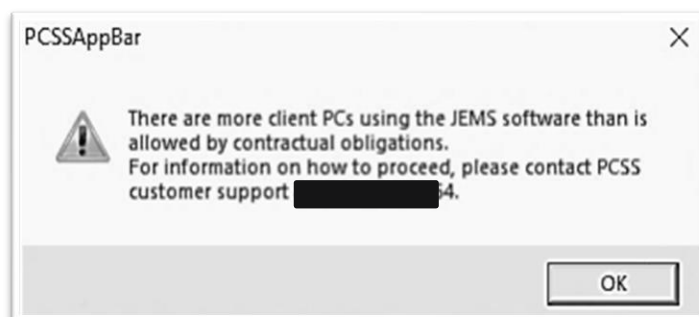 PCSSAppBar
There are more client PCs using the JEMS software than is
allowed by contractual obligations.
For information on how to proceed, please contact PCSS
customer support 4.
OK